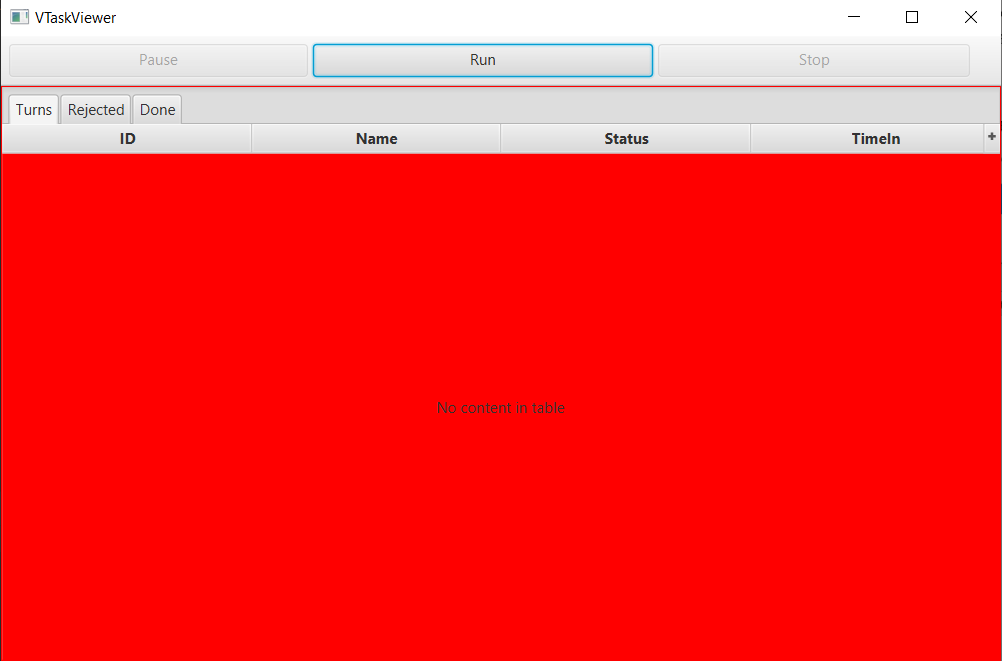 VTaskViewer
Pause Run Stop
Turns Rejected Done
ID Name Status TimeIn +
No content in table